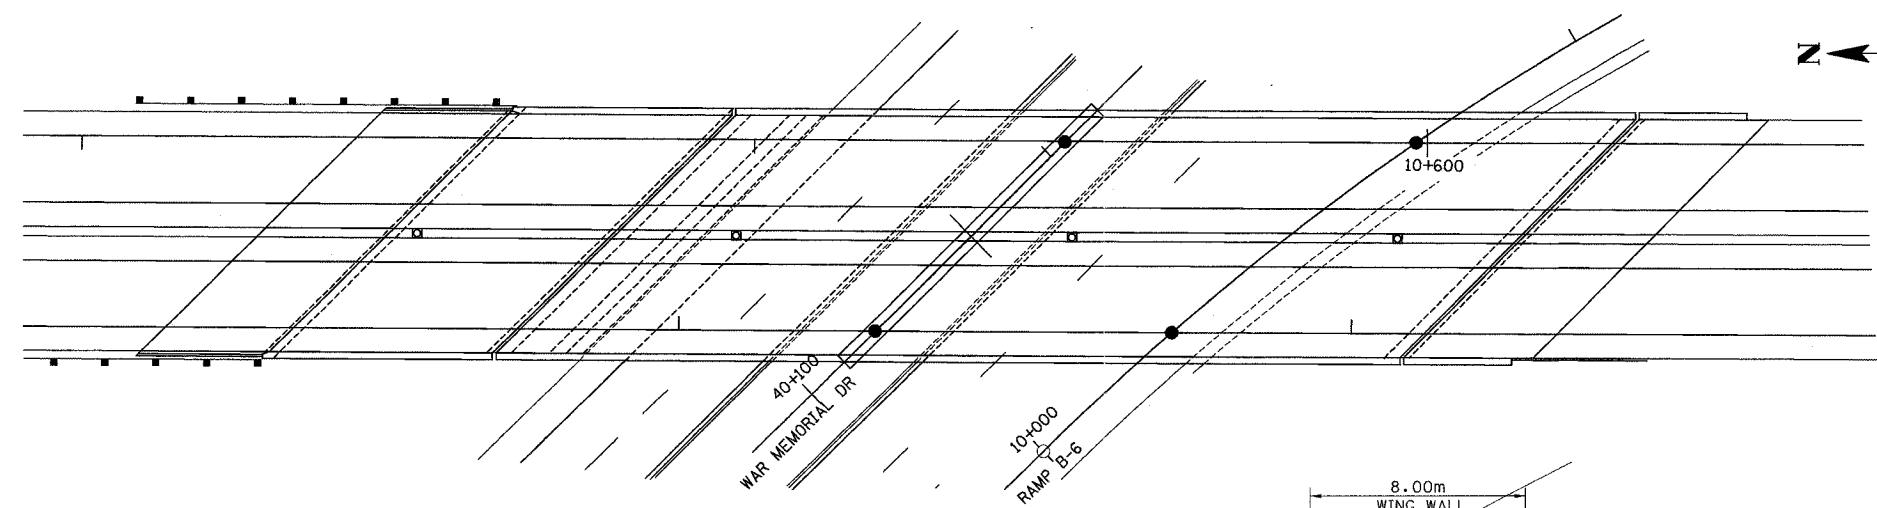 N
10+600
40+100
WAR MEMORIAL DR
10+000
RAMP B-6
8.00m
WING WALL